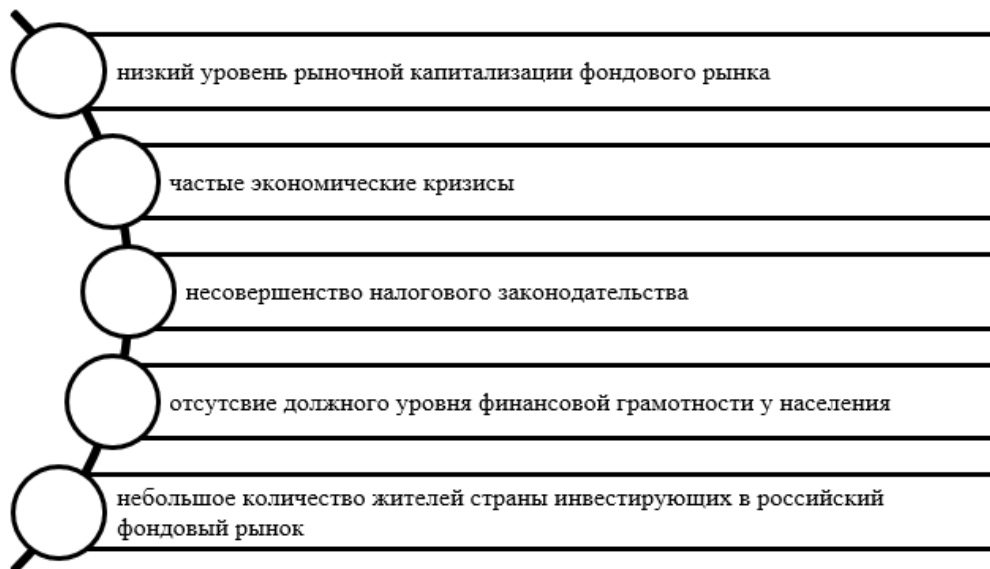 низкий уровень рыночной капитализации фондового рынка
частые экономические кризисы
несовершенство налогового законодательства
отсутсвие должного уровня финансовой грамотности у населения
небольшое количество жителей страны инвестирующих в российский
фондовый рынок